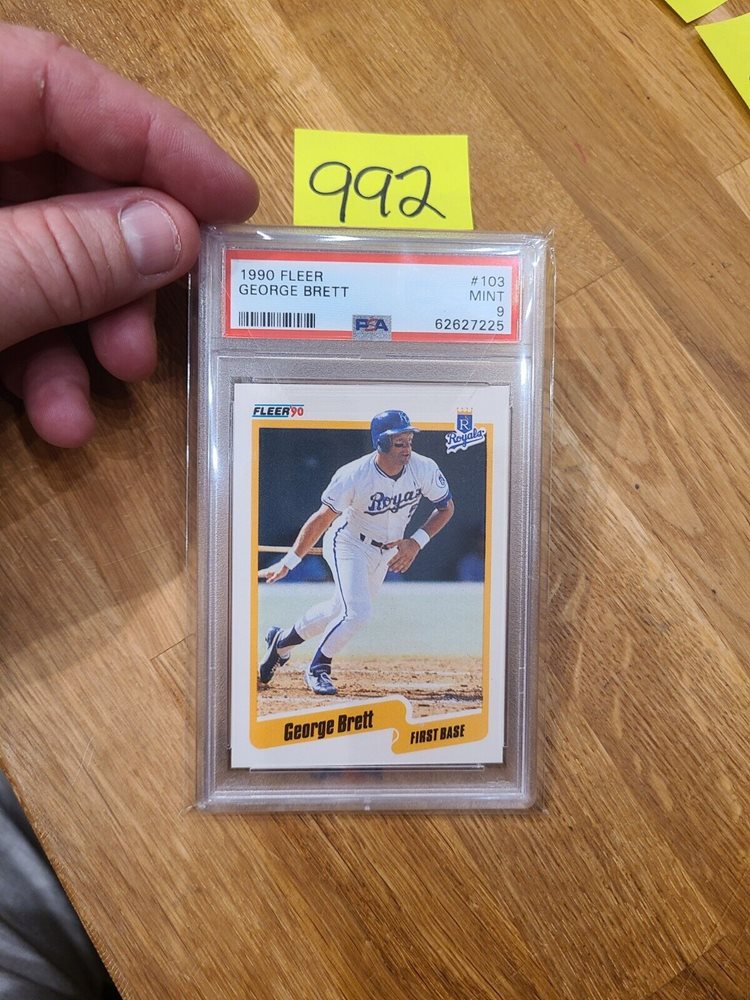 992
1990 FLEER #103
GEORGE BRETT MINT
9
PSA 62627225
FLEER'90
R
Royals
Royals
George Brett
FIRST BASE